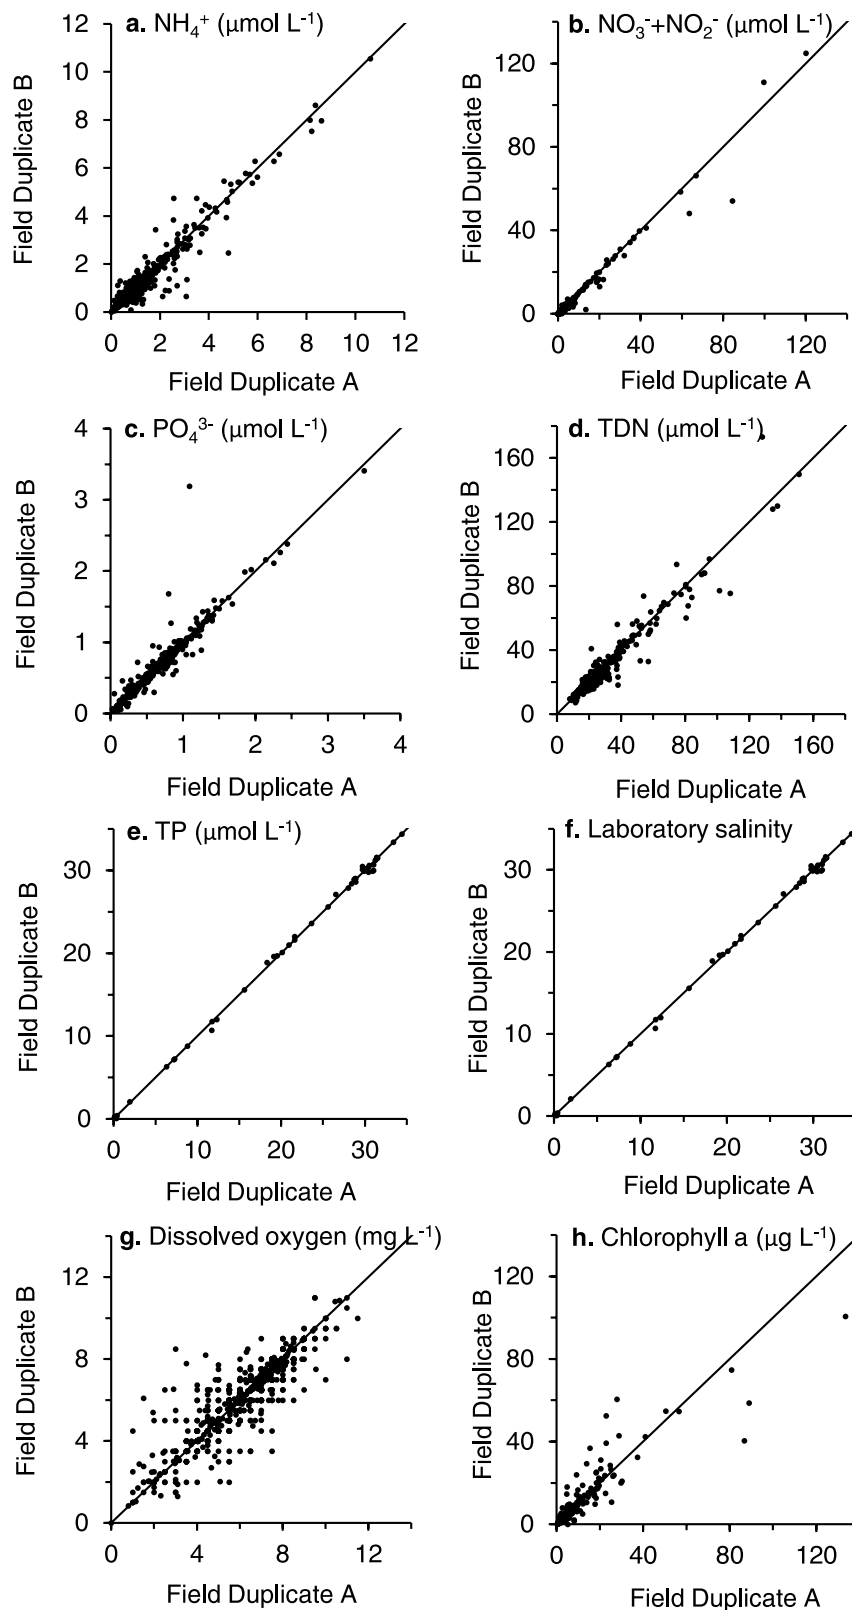 a. NH₄⁺ (μmol L⁻¹)
12
10
8
6
4
2
0
0 2 4 6 8 10 12
Field Duplicate B
Field Duplicate A
b. NO₃⁻+NO₂⁻ (μmol L⁻¹)
120
80
40
0
0 40 80 120
Field Duplicate B
Field Duplicate A
c. PO₄³⁻ (μmol L⁻¹)
4
3
2
1
0
0 1 2 3 4
Field Duplicate B
Field Duplicate A
d. TDN (μmol L⁻¹)
160
120
80
40
0
0 40 80 120 160
Field Duplicate B
Field Duplicate A
e. TP (μmol L⁻¹)
30
20
10
0
0 10 20 30
Field Duplicate B
Field Duplicate A
f. Laboratory salinity
30
20
10
0
0 10 20 30
Field Duplicate B
Field Duplicate A
g. Dissolved oxygen (mg L⁻¹)
12
8
4
0
0 4 8 12
Field Duplicate B
Field Duplicate A
h. Chlorophyll a (μg L⁻¹)
120
80
40
0
0 40 80 120
Field Duplicate B
Field Duplicate A